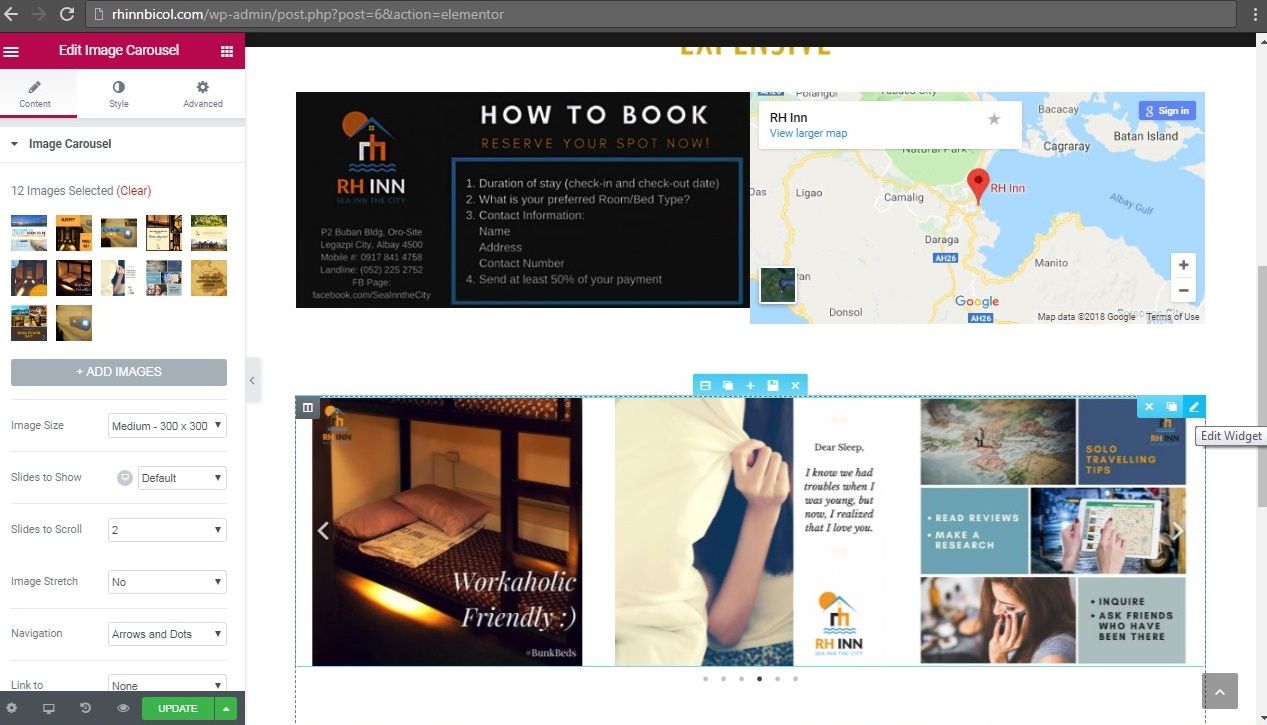 rhinnbicol.com/wp-admin/post.php?post=6&action=elementor
Edit Image Carousel
Content
Style
Advanced
Image Carousel
12 Images Selected (Clear)
+ ADD IMAGES
Image Size
Medium - 300 x 300
Slides to Show
Default
Slides to Scroll
2
Image Stretch
No
Navigation
Arrows and Dots
Link to
None
UPDATE
EXPENSIVE
RH INN
SEA INN THE CITY
P2 Buban Bldg, Oro-Site
Legazpi City, Albay 4500
Mobile #: 0917 841 4758
Landline: (052) 225 2752
FB Page:
facebook.com/SeaInntheCity
HOW TO BOOK
RESERVE YOUR SPOT NOW!
1. Duration of stay (check-in and check-out date)
2. What is your preferred Room/Bed Type?
3. Contact Information:
Name
Address
Contact Number
4. Send at least 50% of your payment
RH Inn
View larger map
Sign in
Polangui
AH26
Bacacay
Batan Island
Cagraray
Natural Park
Oas
Ligao
Camalig
RH Inn
Albay Gulf
Daraga
AH26
Manito
Donsol
Google
AH26
Map data ©2018 Google
Terms of Use
RH INN
Workaholic
Friendly :)
#BunkBeds
Dear Sleep,
I know we had
troubles when I
was young, but
now, I realized
that I love you.
RH INN
SEA INN THE CITY
RH INN
SOLO
TRAVELLING
TIPS
• READ REVIEWS
• MAKE A
RESEARCH
• INQUIRE
• ASK FRIENDS
WHO HAVE
BEEN THERE
Edit Widget